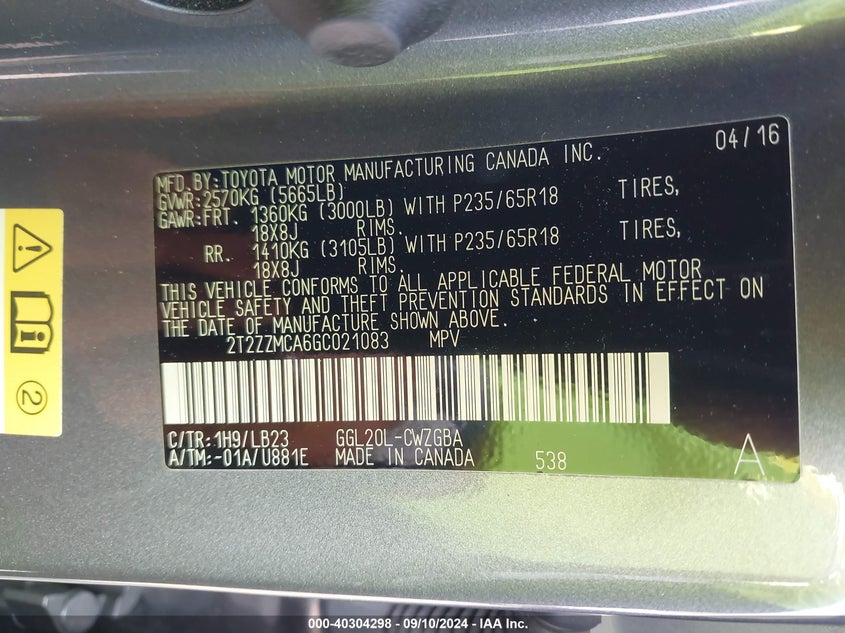 04/16
MFD.BY:TOYOTA MOTOR MANUFACTURING CANADA INC.
GVWR:2570KG (5665LB)
GAWR:FRT. 1360KG (3000LB) WITH P235/65R18 TIRES,
18X8J RIMS.
RR. 1410KG (3105LB) WITH P235/65R18 TIRES,
18X8J RIMS.
THIS VEHICLE CONFORMS TO ALL APPLICABLE FEDERAL MOTOR
VEHICLE SAFETY AND THEFT PREVENTION STANDARDS IN EFFECT ON
THE DATE OF MANUFACTURE SHOWN ABOVE.
2T2ZZMCA6GC021083 MPV
C/TR:1H9/LB23 GGL20L-CWZGBA
A/TM:-01A/U881E MADE IN CANADA 538 A
2
000-40304298 - 09/10/2024 - IAA Inc.